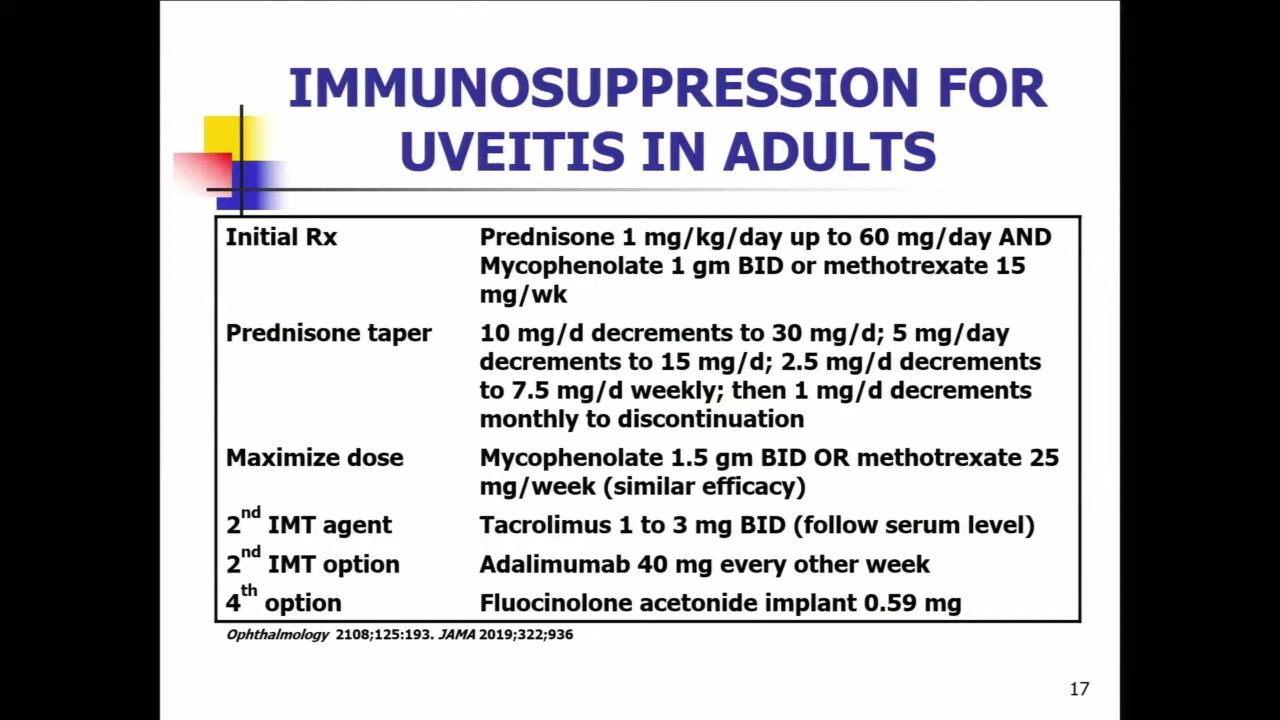 IMMUNOSUPPRESSION FOR
UVEITIS IN ADULTS
Initial Rx
Prednisone 1 mg/kg/day up to 60 mg/day AND
Mycophenolate 1 gm BID or methotrexate 15
mg/wk
Prednisone taper
10 mg/d decrements to 30 mg/d; 5 mg/day
decrements to 15 mg/d; 2.5 mg/d decrements
to 7.5 mg/d weekly; then 1 mg/d decrements
monthly to discontinuation
Maximize dose
Mycophenolate 1.5 gm BID OR methotrexate 25
mg/week (similar efficacy)
2nd IMT agent
Tacrolimus 1 to 3 mg BID (follow serum level)
2nd IMT option
Adalimumab 40 mg every other week
4th option
Fluocinolone acetonide implant 0.59 mg
Ophthalmology 2108;125:193. JAMA 2019;322;936
17